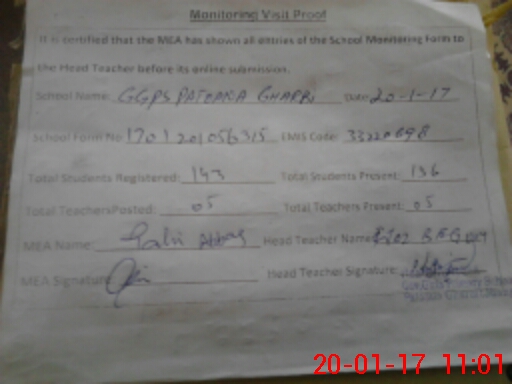 Monitoring Visit Proof
It is certified that the MEA has shown all entries of the School Monitoring Form to
the Head Teacher before its online submission.
School Name: GGPS PATHANA GHARBI Date: 20-1-17
School Form No 1701201056315 EMIS Code: 33220698
Total Students Registered: 143 Total Students Present: 136
Total Teachers Posted: 05 Total Teachers Present: 05
MEA Name: Abbas Head Teacher Name:
MEA Signature Head Teacher Signature:
20-01-17 11:01